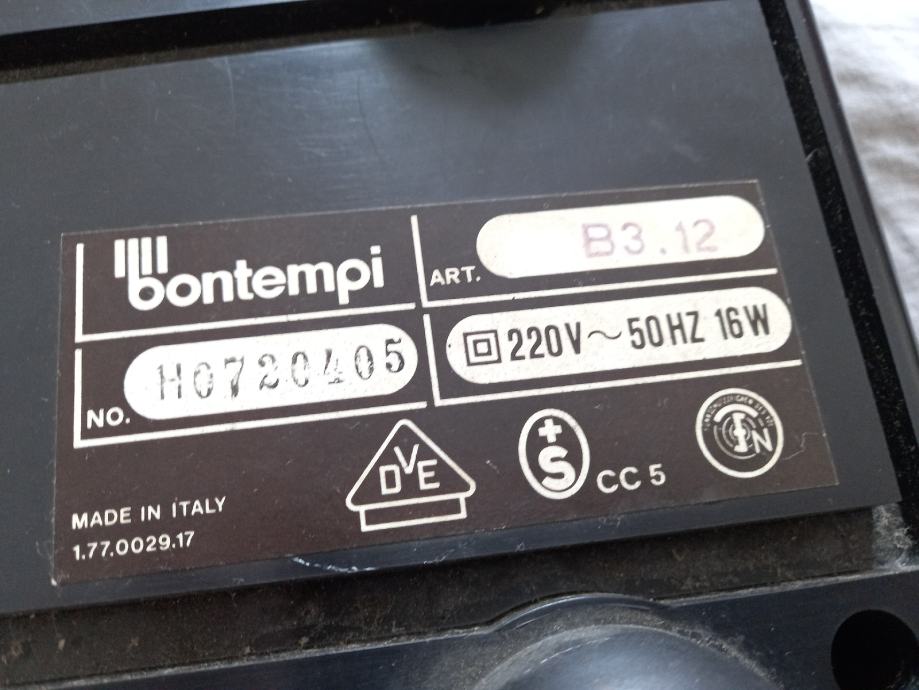 bontempi
ART. B3.12
NO. H0720405
220V~50HZ 16W
DVE
+S
CC 5
MADE IN ITALY
1.77.0029.17